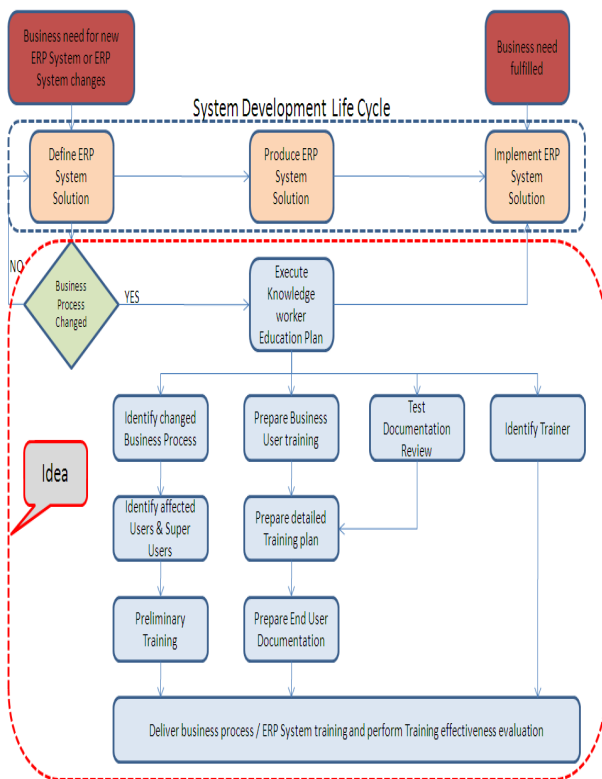 Business need for new
ERP System or ERP
System changes
Business need
fulfilled
System Development Life Cycle
Define ERP
System
Solution
Produce ERP
System
Solution
Implement ERP
System
Solution
NO
Business
Process
Changed
YES
Execute
Knowledge
worker
Education Plan
Identify changed
Business Process
Prepare Business
User training
Test
Documentation
Review
Identify Trainer
Idea
Identify affected
Users & Super
Users
Prepare detailed
Training plan
Preliminary
Training
Prepare End User
Documentation
Deliver business process / ERP System training and perform Training effectiveness evaluation